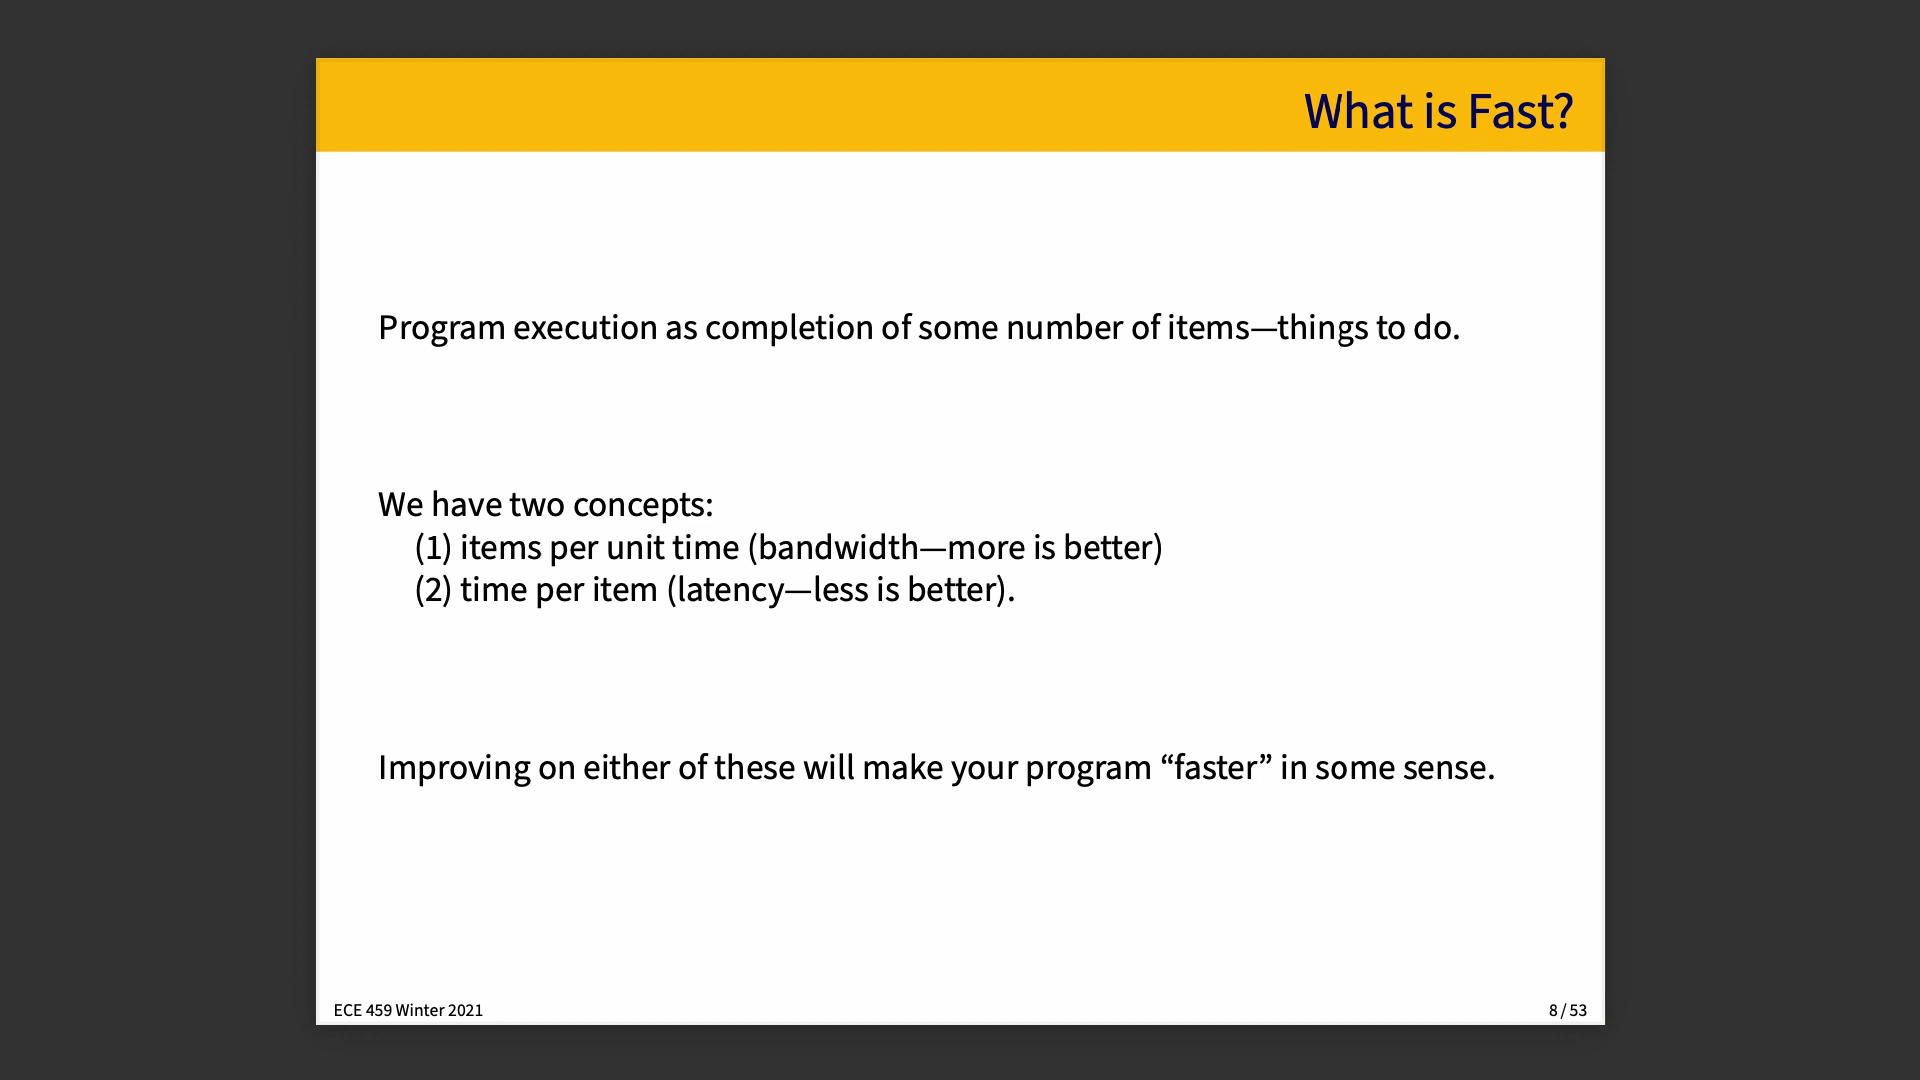 What is Fast?
Program execution as completion of some number of items—things to do.
We have two concepts:
(1) items per unit time (bandwidth—more is better)
(2) time per item (latency—less is better).
Improving on either of these will make your program “faster” in some sense.
ECE 459 Winter 2021
8 / 53